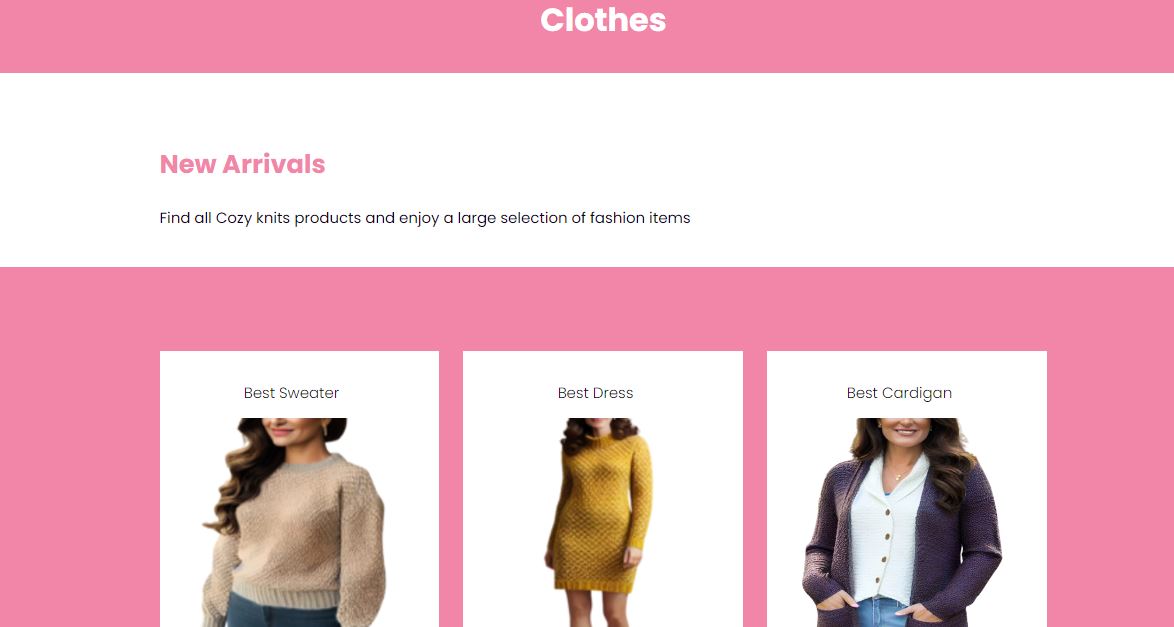 Clothes
New Arrivals
Find all Cozy knits products and enjoy a large selection of fashion items
Best Sweater
Best Dress
Best Cardigan